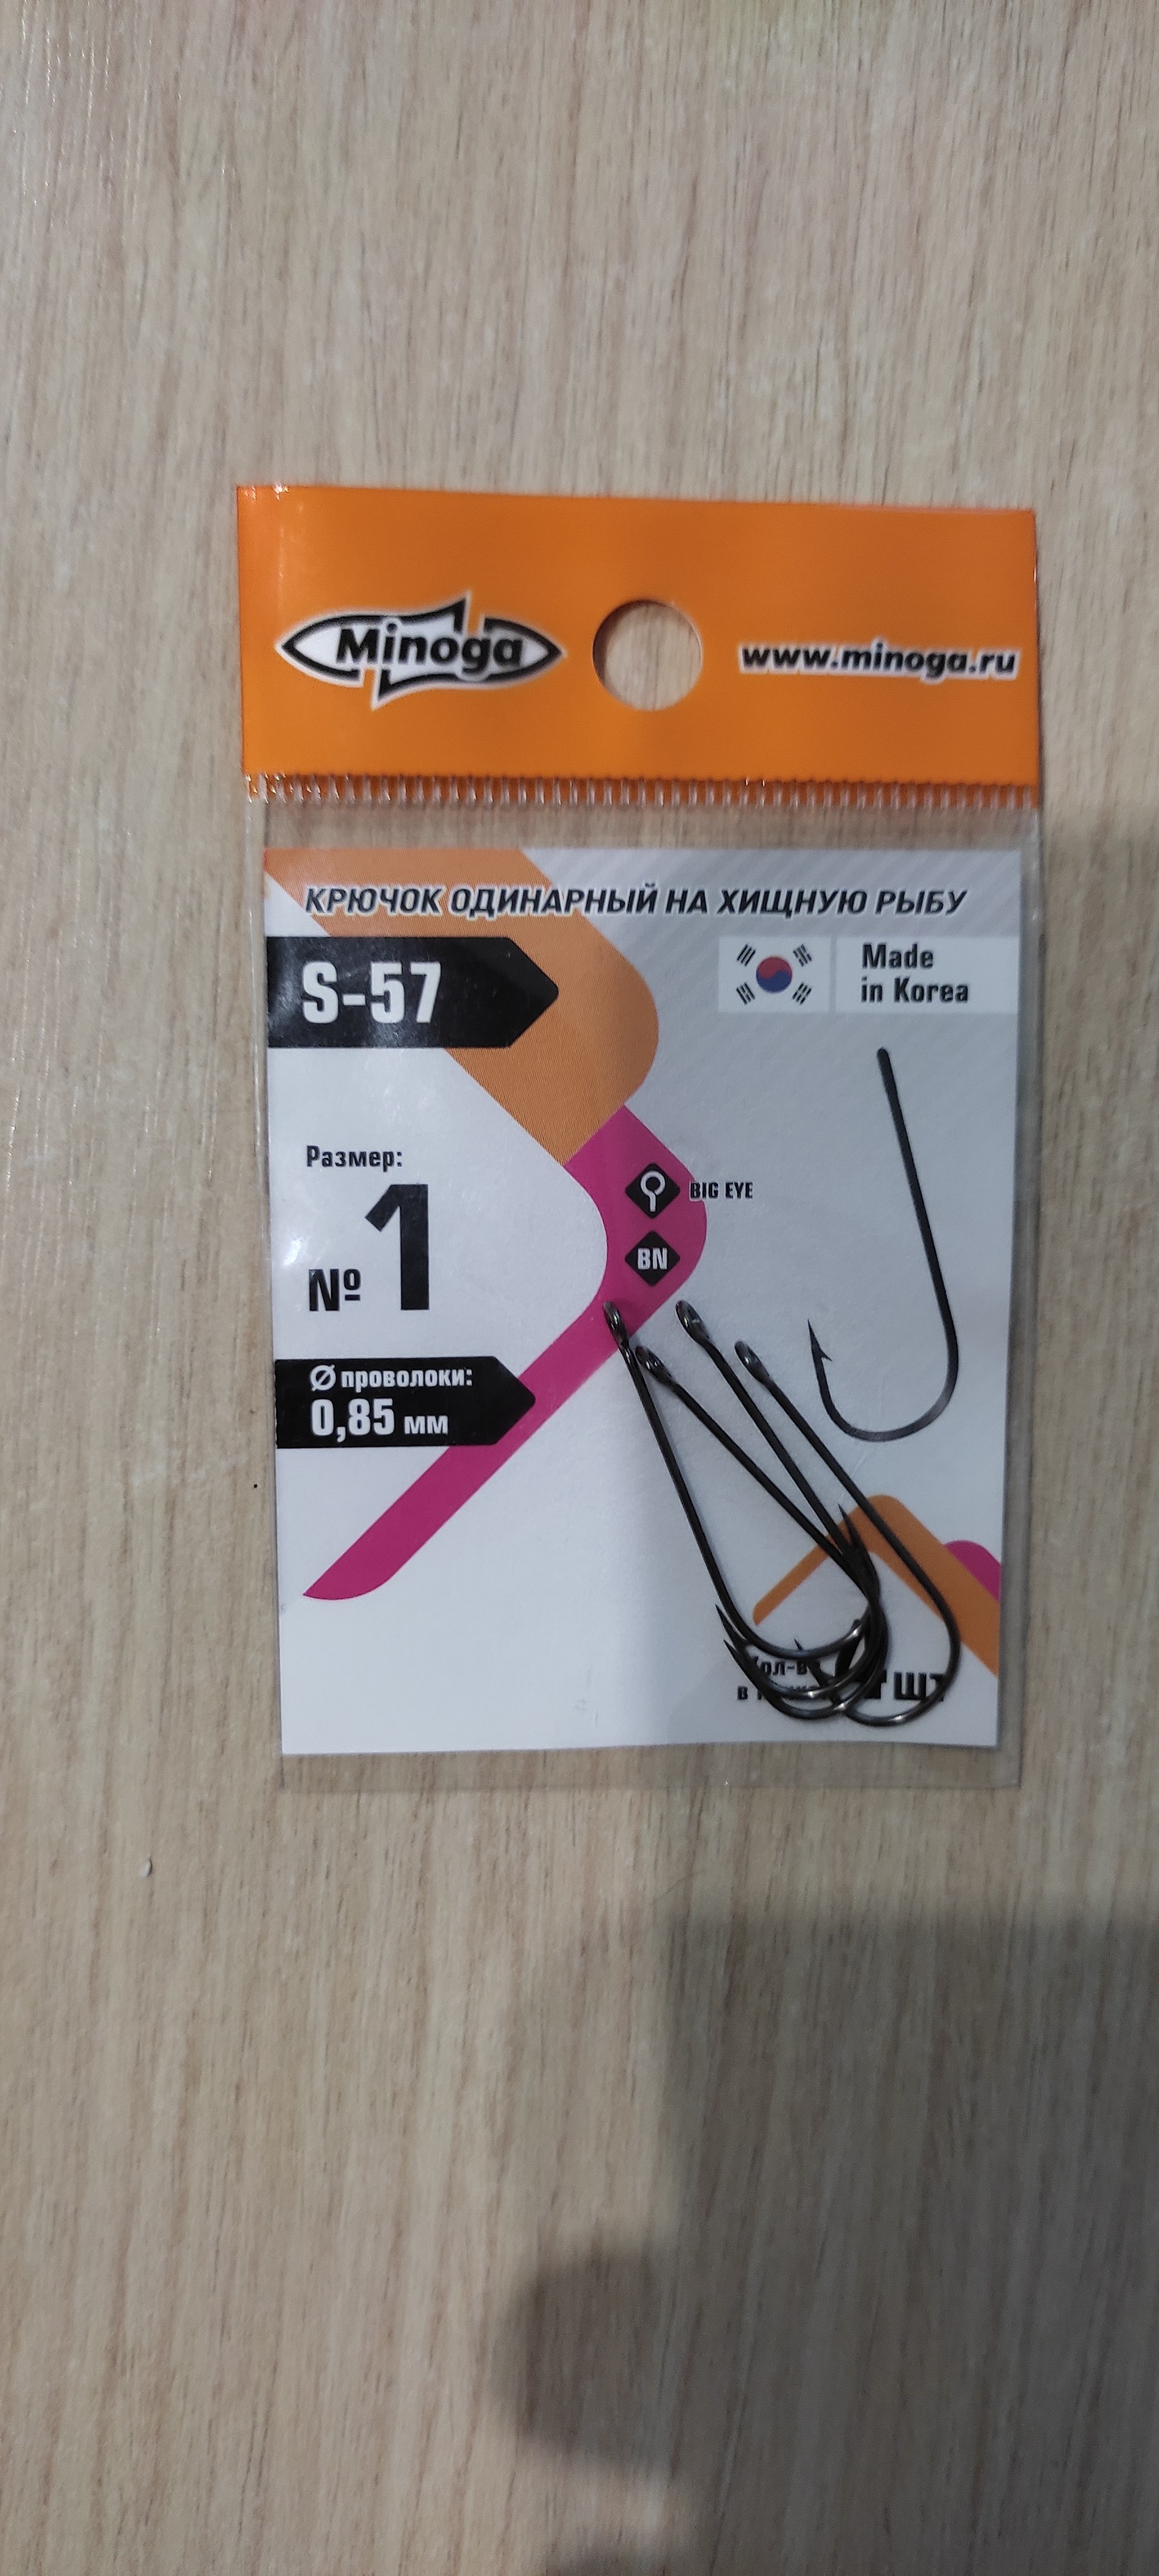 Minoga
www.minoga.ru
КРЮЧОК ОДИНАРНЫЙ НА ХИЩНУЮ РЫБУ
S-57
Made
in Korea
Размер:
№ 1
BIG EYE
BN
Ø проволоки:
0,85 мм
в
шт